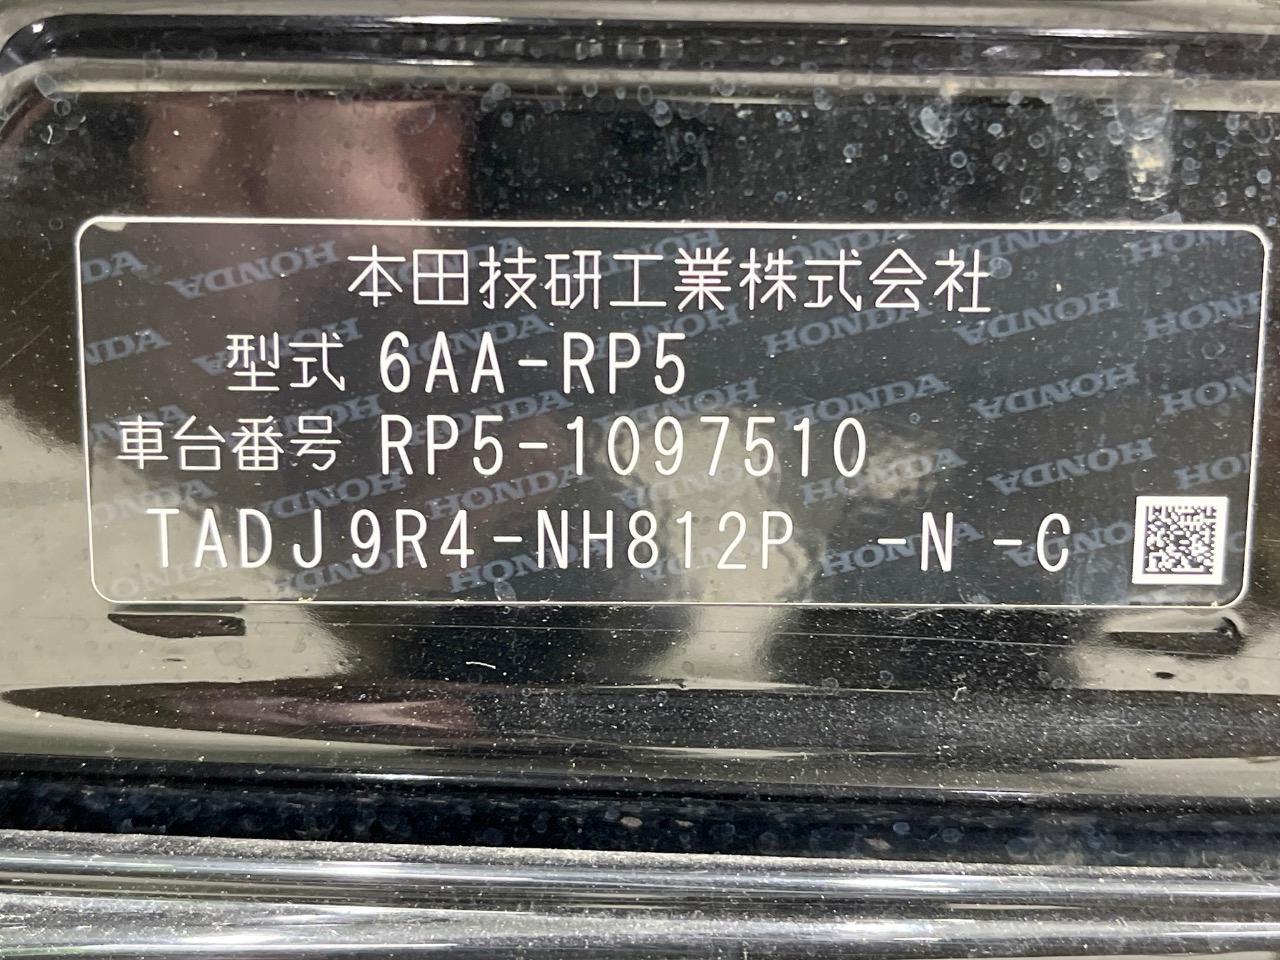 本田技研工業株式会社
型式 6AA-RP5
車台番号 RP5-1097510
TADJ9R4-NH812P -N -C
HONDA